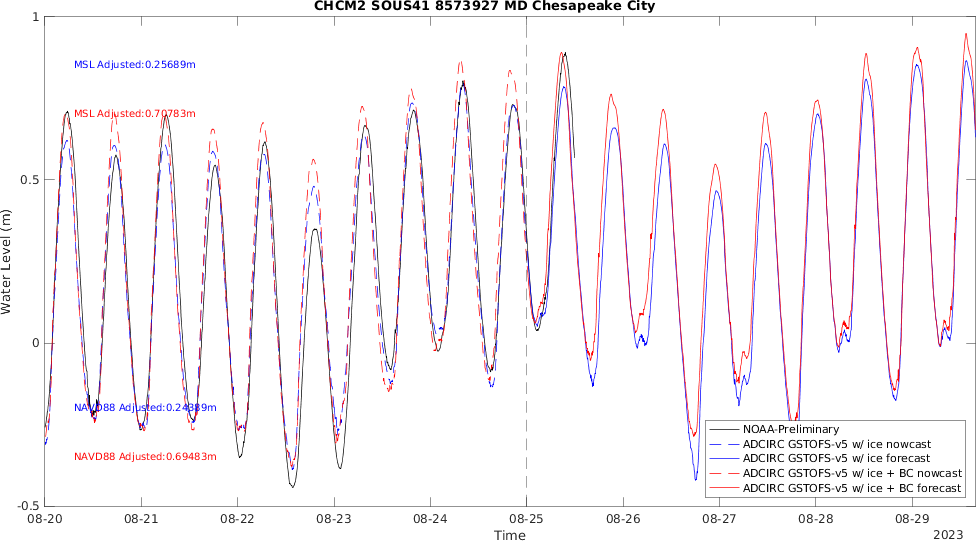 CHCM2 SOUS41 8573927 MD Chesapeake City
1
MSL Adjusted:0.25689m
MSL Adjusted:0.70783m
0.5
Water Level (m)
0
NAVD88 Adjusted:0.24389m
NAVD88 Adjusted:0.69483m
-0.5
NOAA-Preliminary
ADCIRC GSTOFS-v5 w/ ice nowcast
ADCIRC GSTOFS-v5 w/ ice forecast
ADCIRC GSTOFS-v5 w/ ice + BC nowcast
ADCIRC GSTOFS-v5 w/ ice + BC forecast
08-20 08-21 08-22 08-23 08-24 08-25 08-26 08-27 08-28 08-29
Time
2023